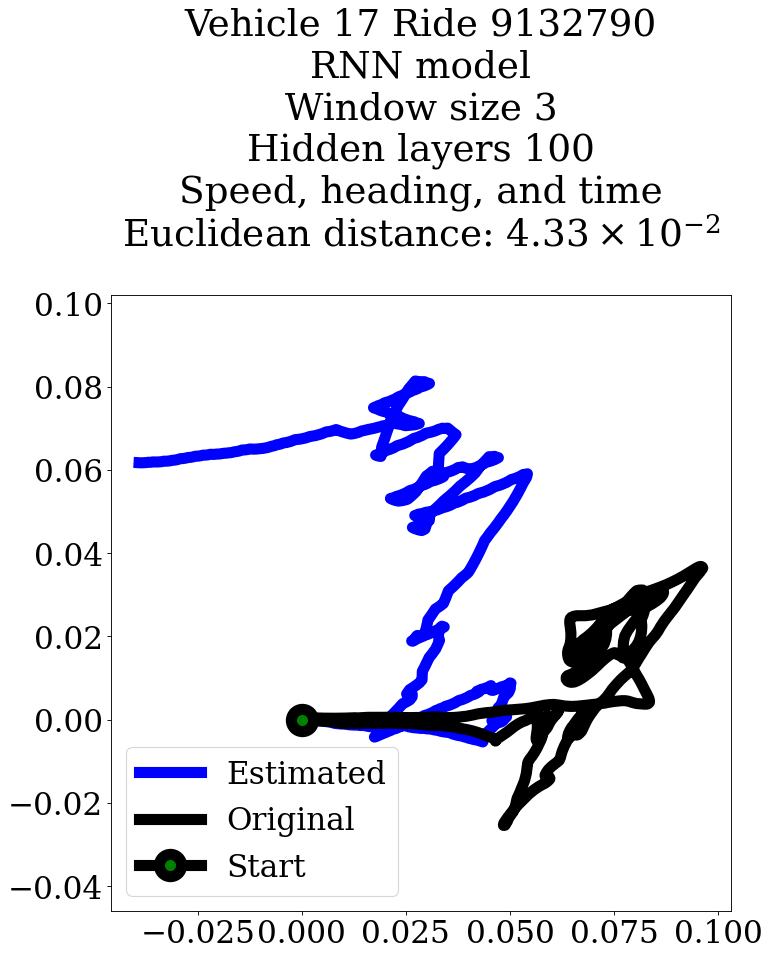 Vehicle 17 Ride 9132790
RNN model
Window size 3
Hidden layers 100
Speed, heading, and time
Euclidean distance: 4.33 × 10⁻²
0.10
0.08
0.06
0.04
0.02
0.00
−0.02
−0.04
Estimated
Original
Start
−0.025 0.000 0.025 0.050 0.075 0.100